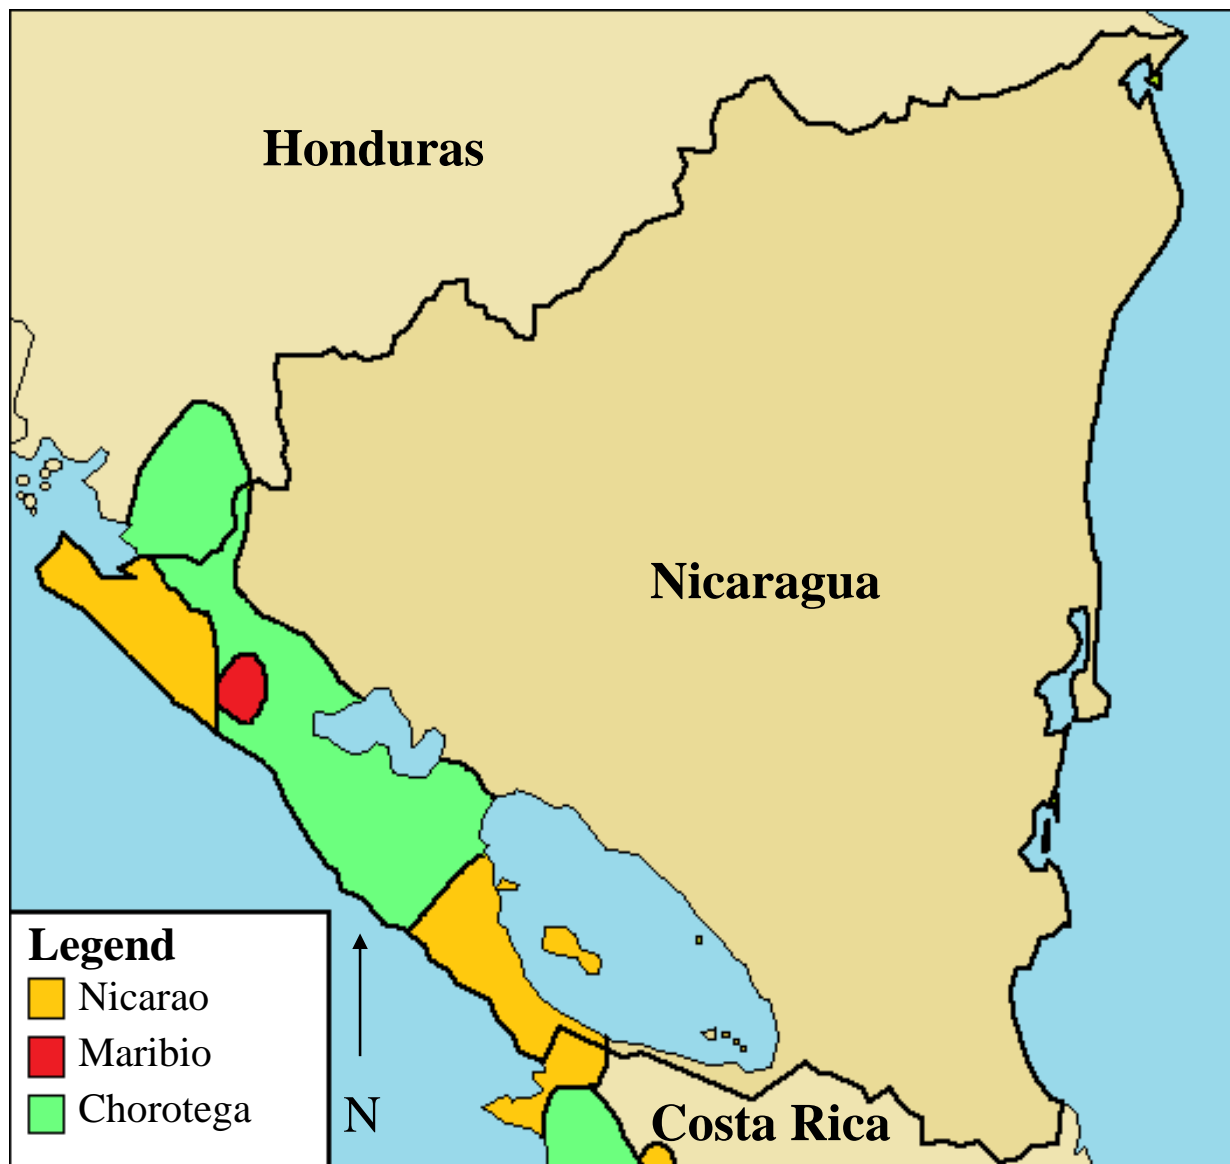 Honduras
Nicaragua
Legend
Nicarao
Maribio
Chorotega
N
Costa Rica